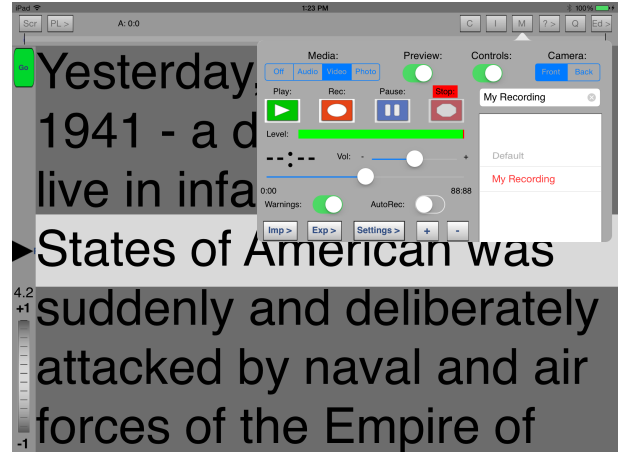 iPad 1:23 PM 100%
Scr PL > A: 0:0 C I M ? > Q Ed >
Go
Yesterday,
1941 - a d
live in infa
States of American was
suddenly and deliberately
attacked by naval and air
forces of the Empire of
4.2
+1
-1
Media: Preview: Controls: Camera:
Off Audio Video Photo Front Back
Play: Rec: Pause: Stop:
My Recording
Level:
Default
--:-- Vol: - +
My Recording
0:00 88:88
Warnings: AutoRec:
Imp > Exp > Settings > + -